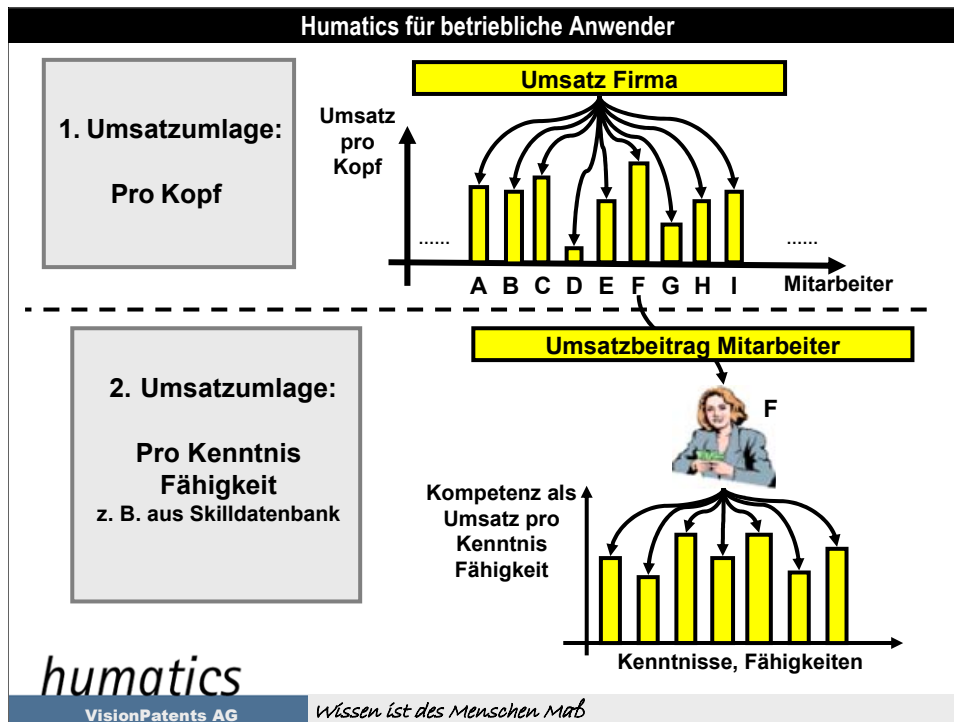 Humatics für betriebliche Anwender
1. Umsatzumlage:
Pro Kopf
Umsatz Firma
Umsatz
pro
Kopf
......
......
A B C D E F G H I
Mitarbeiter
2. Umsatzumlage:
Pro Kenntnis
Fähigkeit
z. B. aus Skilldatenbank
Umsatzbeitrag Mitarbeiter
F
Kompetenz als
Umsatz pro
Kenntnis
Fähigkeit
Kenntnisse, Fähigkeiten
humatics
VisionPatents AG
Wissen ist des Menschen Maß